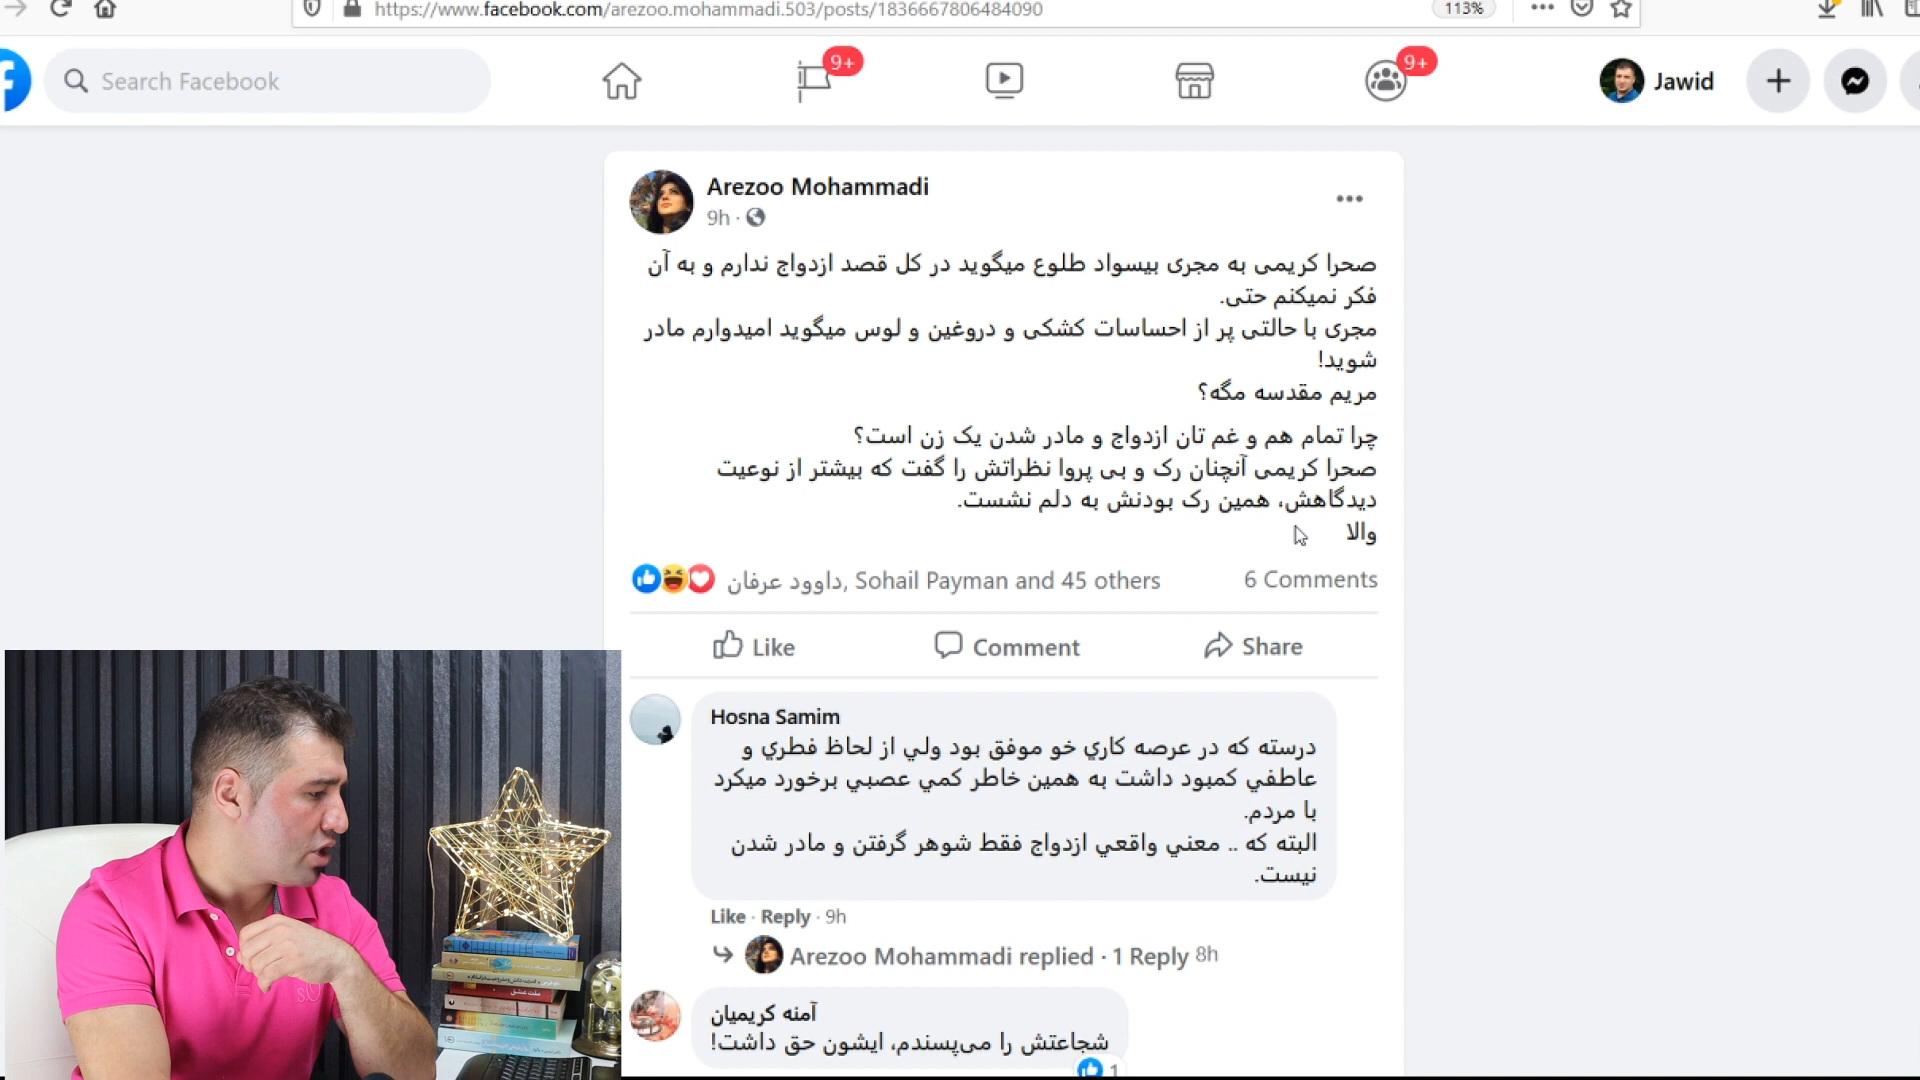 https://www.facebook.com/arezoo.mohammadi.503/posts/1836667806484090
113%
Search Facebook
9+
9+
Jawid
Arezoo Mohammadi
9h ·
صحرا کریمی به مجری بیسواد طلوع میگوید در کل قصد ازدواج ندارم و به آن
فکر نمیکنم حتی.
مجری با حالتی پر از احساسات کشکی و دروغین و لوس میگوید امیدوارم مادر
شوید!
مریم مقدسه مگه؟
چرا تمام هم و غم تان ازدواج و مادر شدن یک زن است؟
صحرا کریمی آنچنان رک و بی پروا نظراتش را گفت که بیشتر از نوعیت
دیدگاهش، همین رک بودنش به دلم نشست.
والا
داوود عرفان, Sohail Payman and 45 others
6 Comments
Like
Comment
Share
Hosna Samim
درسته که در عرصه کاري خو موفق بود ولي از لحاظ فطري و
عاطفي کمبود داشت به همین خاطر کمي عصبي برخورد میکرد
با مردم.
البته که .. معني واقعي ازدواج فقط شوهر گرفتن و مادر شدن
نیست.
Like · Reply · 9h
Arezoo Mohammadi replied · 1 Reply 8h
آمنه کریمیان
شجاعتش را می‌پسندم، ایشون حق داشت!
1